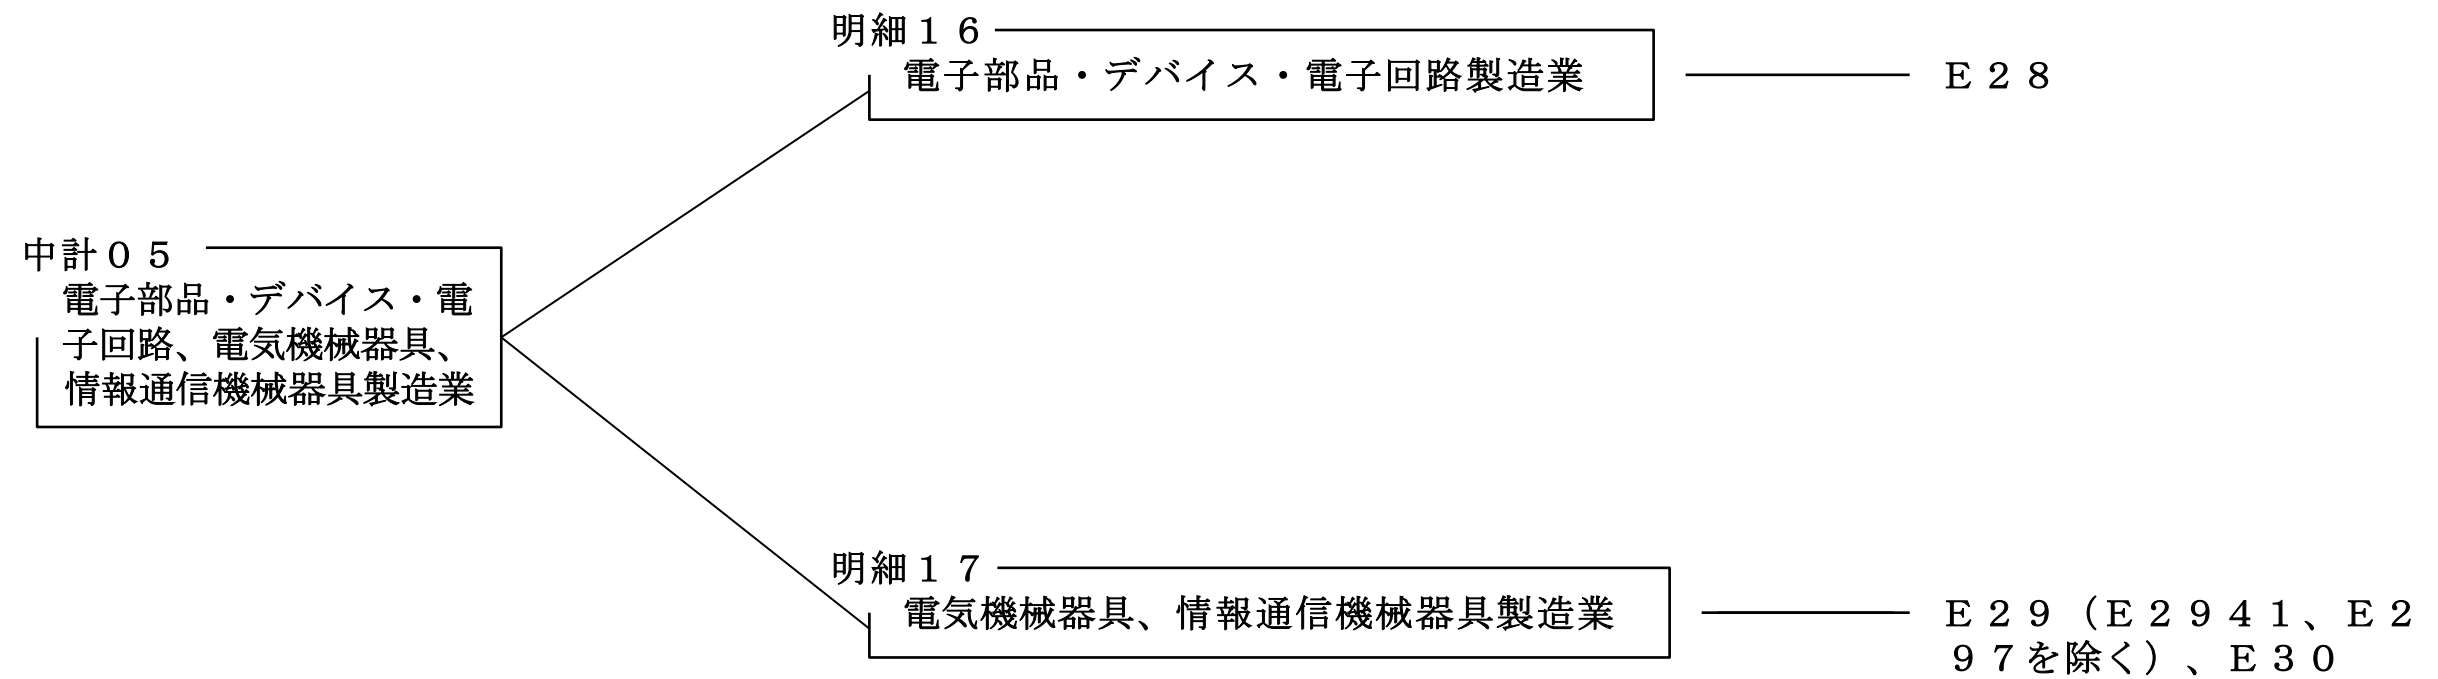 明細１６
電子部品・デバイス・電子回路製造業
Ｅ２８
中計０５
電子部品・デバイス・電
子回路、電気機械器具、
情報通信機械器具製造業
明細１７
電気機械器具、情報通信機械器具製造業
Ｅ２９（Ｅ２９４１、Ｅ２
９７を除く）、Ｅ３０